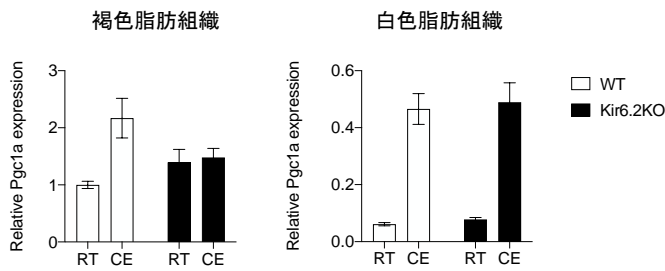 褐色脂肪組織
Relative Pgc1a expression
3
2
1
0
RT CE RT CE
白色脂肪組織
Relative Pgc1a expression
0.6
0.4
0.2
0.0
RT CE RT CE
WT
Kir6.2KO